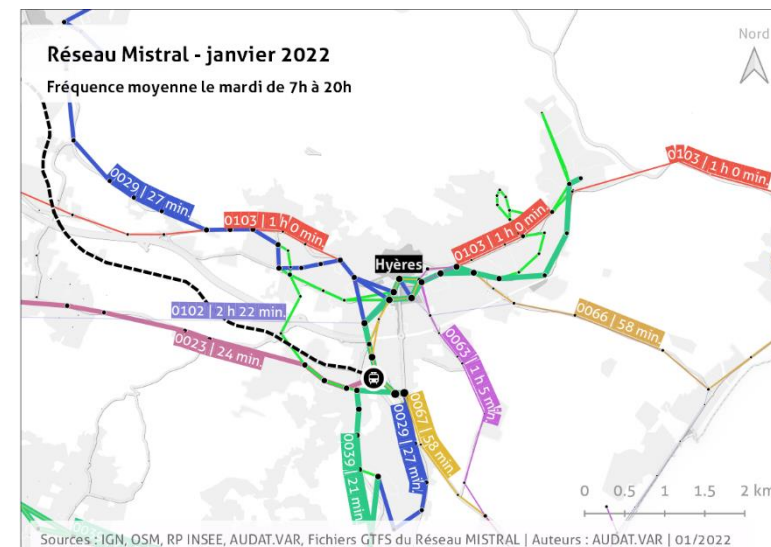 Réseau Mistral - janvier 2022
Fréquence moyenne le mardi de 7h à 20h
Nord
0029 | 27 min.
0103 | 1 h 0 min.
0103 | 1 h 0 min.
0103 | 1 h 0 min.
Hyères
0102 | 2 h 22 min.
0023 | 24 min.
0066 | 58 min.
0063 | 1 h 5 min.
0067 | 58 min.
0029 | 27 min.
0039 | 21 min.
0 0.5 1 1.5 2 km
Sources : IGN, OSM, RP INSEE, AUDAT.VAR, Fichiers GTFS du Réseau MISTRAL | Auteurs : AUDAT.VAR | 01/2022